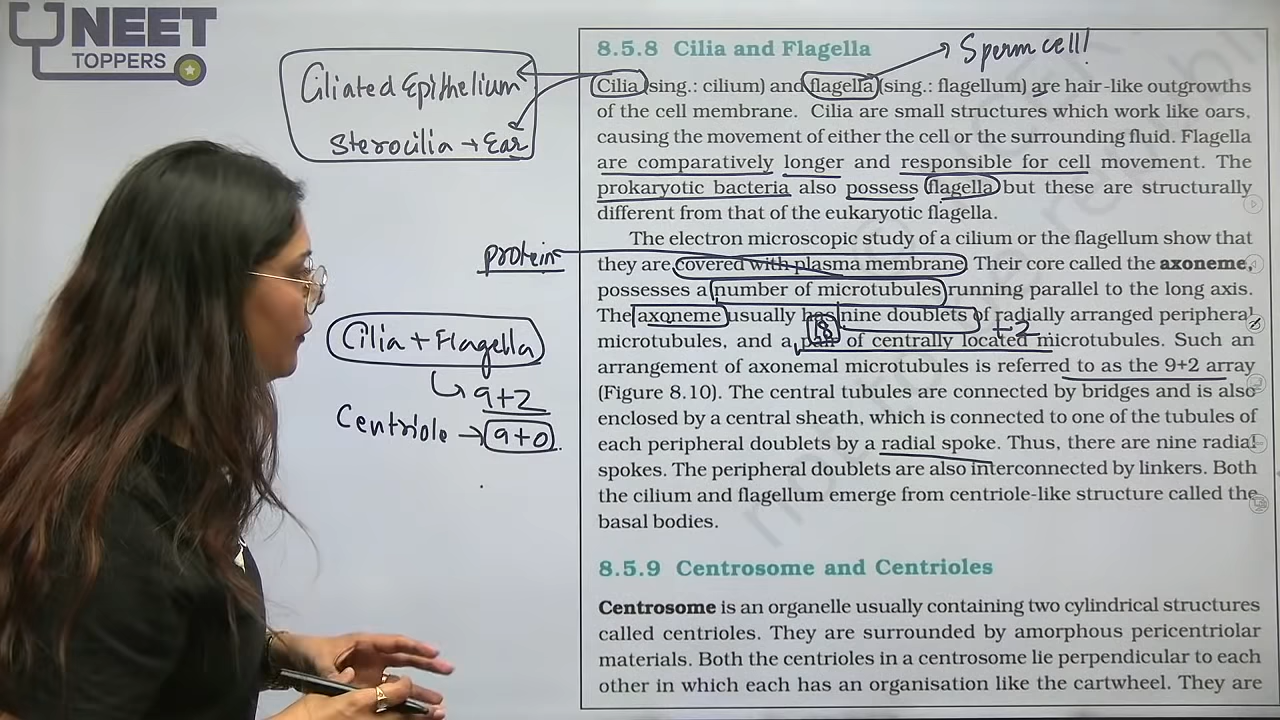 NEET
TOPPERS
Ciliated Epithelium
Sterocilia → Ear
Sperm cell!
protein
Cilia + Flagella
9+2
Centriole → 9+0
18
+2
8.5.8 Cilia and Flagella
Cilia (sing.: cilium) and flagella (sing.: flagellum) are hair-like outgrowths
of the cell membrane. Cilia are small structures which work like oars,
causing the movement of either the cell or the surrounding fluid. Flagella
are comparatively longer and responsible for cell movement. The
prokaryotic bacteria also possess flagella but these are structurally
different from that of the eukaryotic flagella.
The electron microscopic study of a cilium or the flagellum show that
they are covered with plasma membrane. Their core called the axoneme,
possesses a number of microtubules running parallel to the long axis.
The axoneme usually has nine doublets of radially arranged peripheral
microtubules, and a pair of centrally located microtubules. Such an
arrangement of axonemal microtubules is referred to as the 9+2 array
(Figure 8.10). The central tubules are connected by bridges and is also
enclosed by a central sheath, which is connected to one of the tubules of
each peripheral doublets by a radial spoke. Thus, there are nine radial
spokes. The peripheral doublets are also interconnected by linkers. Both
the cilium and flagellum emerge from centriole-like structure called the
basal bodies.
8.5.9 Centrosome and Centrioles
Centrosome is an organelle usually containing two cylindrical structures
called centrioles. They are surrounded by amorphous pericentriolar
materials. Both the centrioles in a centrosome lie perpendicular to each
other in which each has an organisation like the cartwheel. They are